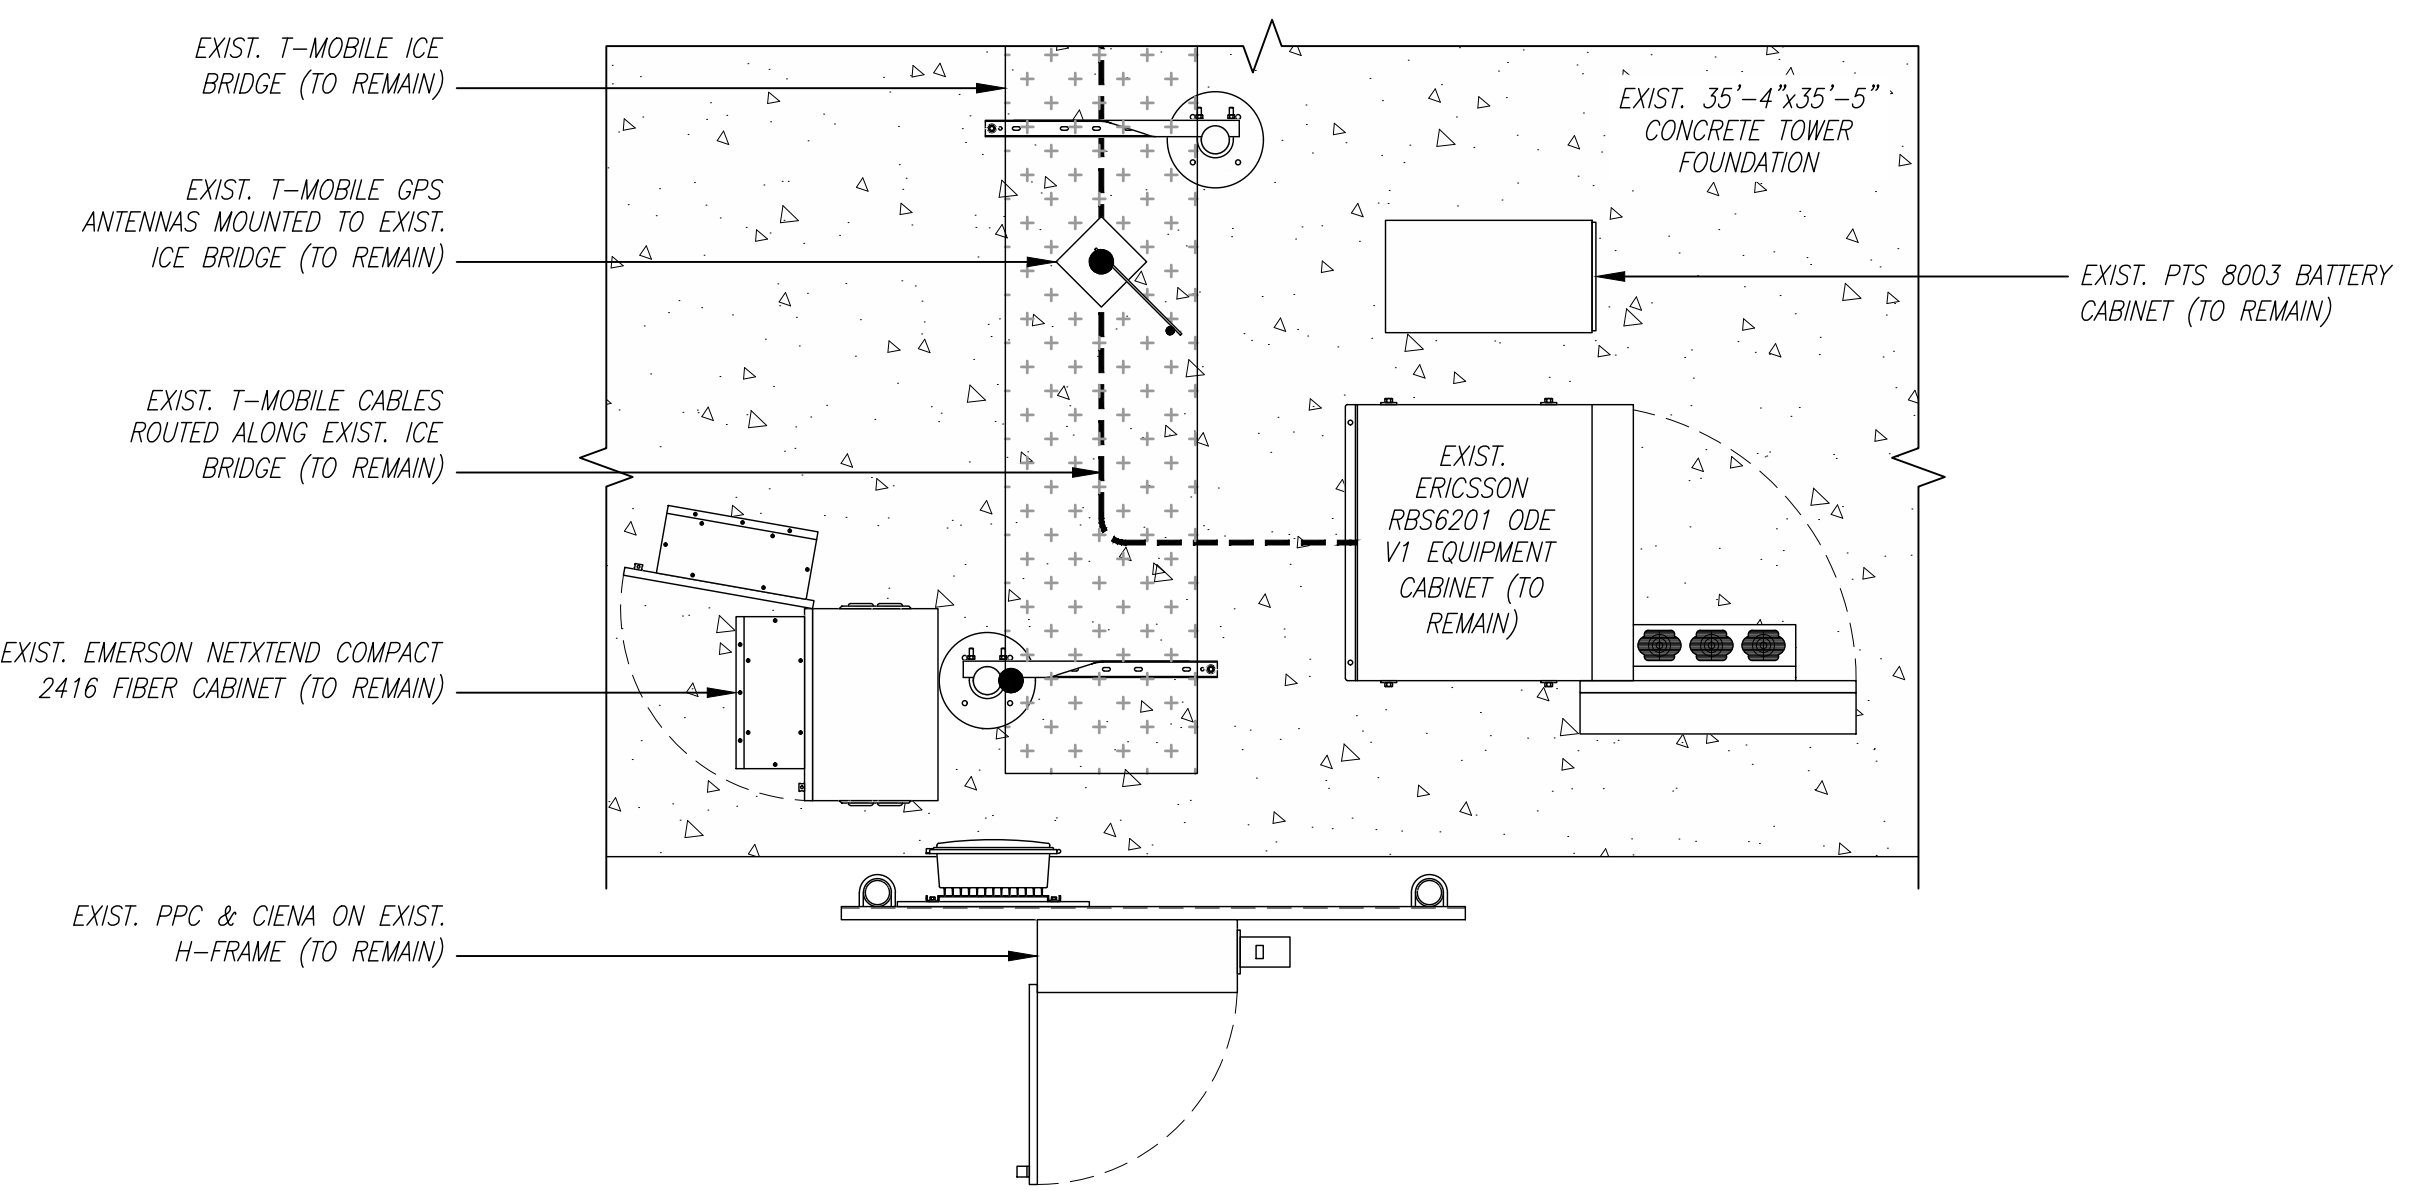 EXIST. T-MOBILE ICE
BRIDGE (TO REMAIN)
EXIST. 35'-4"x35'-5"
CONCRETE TOWER
FOUNDATION
EXIST. T-MOBILE GPS
ANTENNAS MOUNTED TO EXIST.
ICE BRIDGE (TO REMAIN)
EXIST. PTS 8003 BATTERY
CABINET (TO REMAIN)
EXIST. T-MOBILE CABLES
ROUTED ALONG EXIST. ICE
BRIDGE (TO REMAIN)
EXIST.
ERICSSON
RBS6201 ODE
V1 EQUIPMENT
CABINET (TO
REMAIN)
EXIST. EMERSON NETXTEND COMPACT
2416 FIBER CABINET (TO REMAIN)
EXIST. PPC & CIENA ON EXIST.
H-FRAME (TO REMAIN)